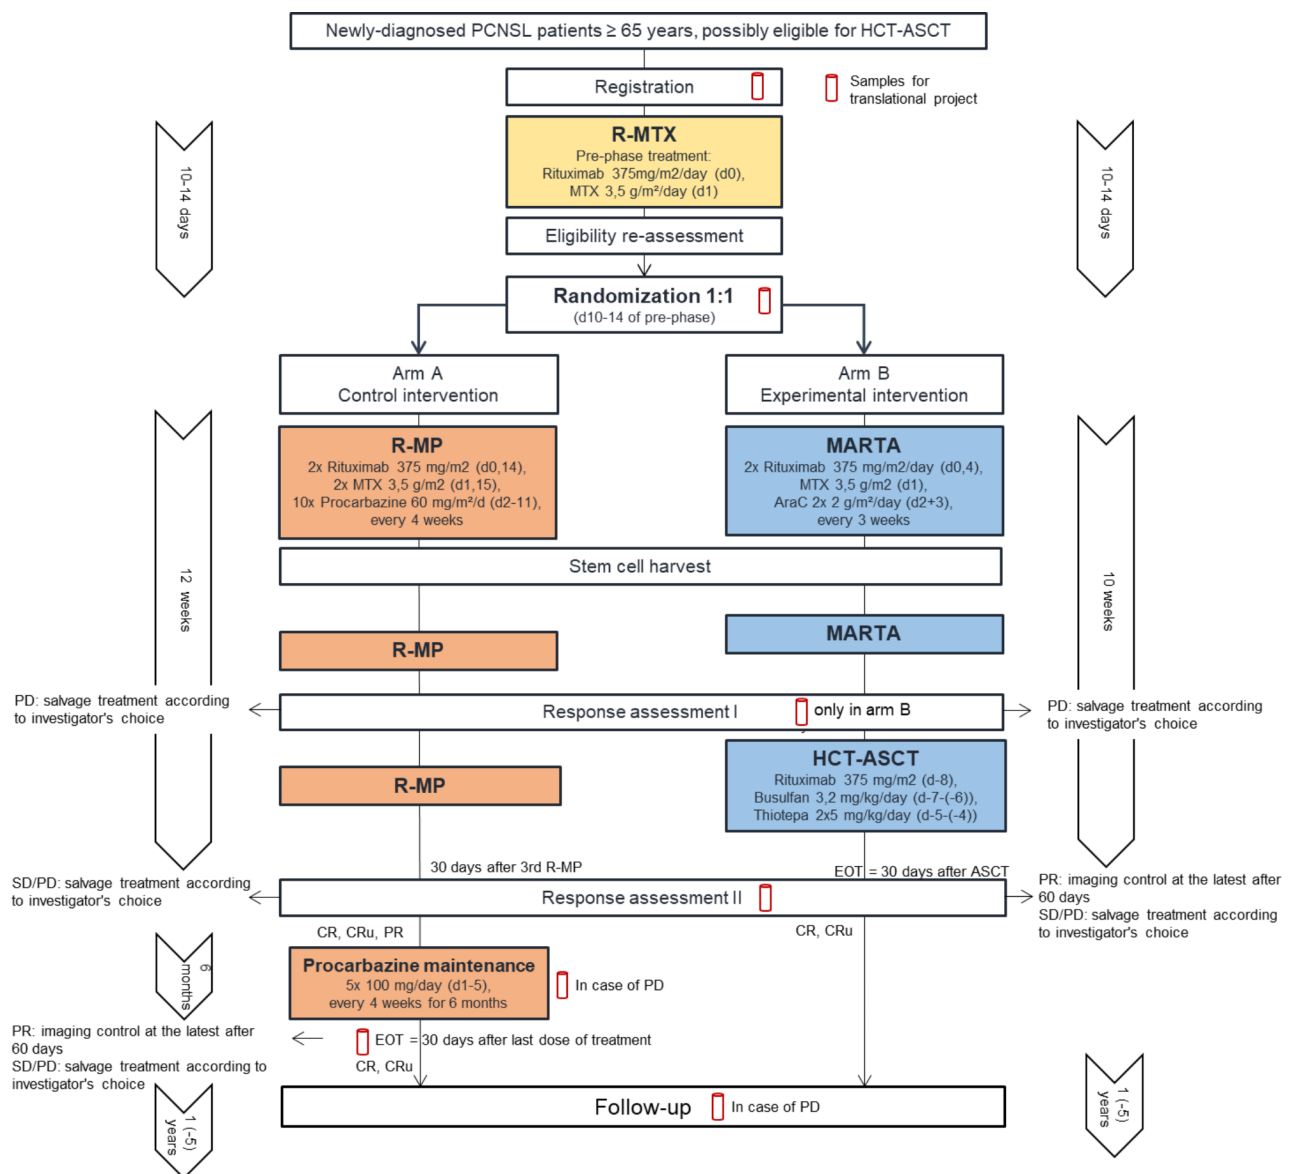 Newly-diagnosed PCNSL patients ≥ 65 years, possibly eligible for HCT-ASCT
Registration
Samples for
translational project
R-MTX
Pre-phase treatment:
Rituximab 375mg/m2/day (d0),
MTX 3,5 g/m²/day (d1)
10-14 days
10-14 days
Eligibility re-assessment
Randomization 1:1
(d10-14 of pre-phase)
Arm A
Control intervention
Arm B
Experimental intervention
R-MP
2x Rituximab 375 mg/m2 (d0,14),
2x MTX 3,5 g/m2 (d1,15),
10x Procarbazine 60 mg/m²/d (d2-11),
every 4 weeks
MARTA
2x Rituximab 375 mg/m2/day (d0,4),
MTX 3,5 g/m2 (d1),
AraC 2x 2 g/m²/day (d2+3),
every 3 weeks
Stem cell harvest
12 weeks
10 weeks
R-MP
MARTA
PD: salvage treatment according
to investigator's choice
Response assessment I
only in arm B
PD: salvage treatment according
to investigator's choice
R-MP
HCT-ASCT
Rituximab 375 mg/m2 (d-8),
Busulfan 3,2 mg/kg/day (d-7-(-6)),
Thiotepa 2x5 mg/kg/day (d-5-(-4))
30 days after 3rd R-MP
EOT = 30 days after ASCT
SD/PD: salvage treatment according
to investigator's choice
Response assessment II
PR: imaging control at the latest after
60 days
SD/PD: salvage treatment according
to investigator's choice
CR, CRu, PR
CR, CRu
6
months
Procarbazine maintenance
5x 100 mg/day (d1-5),
every 4 weeks for 6 months
In case of PD
PR: imaging control at the latest after
60 days
SD/PD: salvage treatment according to
investigator's choice
EOT = 30 days after last dose of treatment
CR, CRu
1 (-5)
years
1 (-5)
years
Follow-up
In case of PD